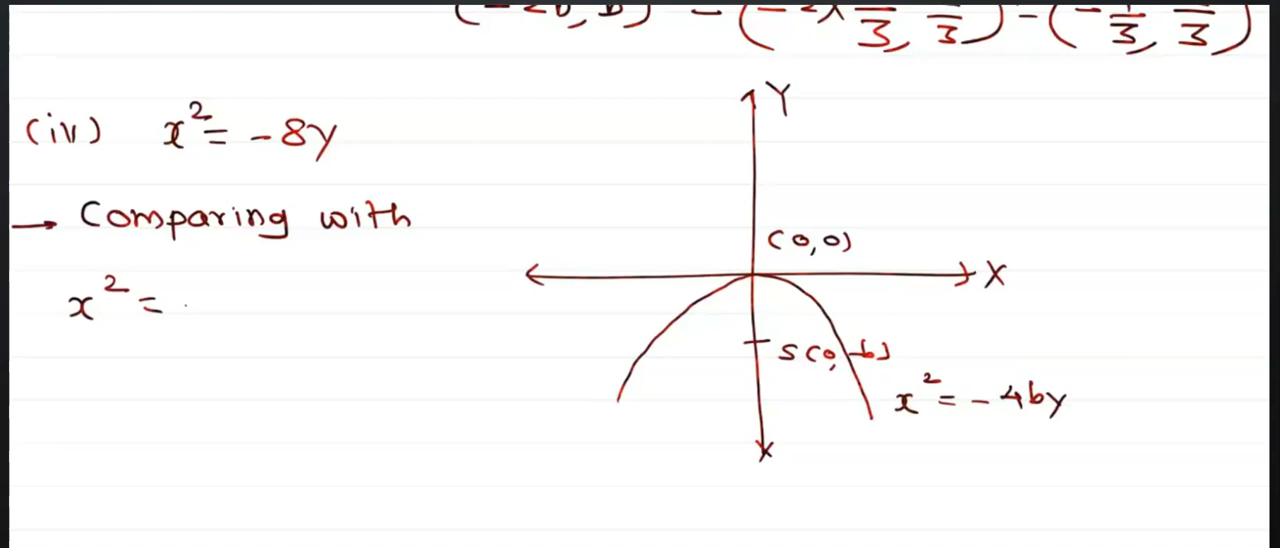 (iv) x² = -8y
→ Comparing with
x² =
Y
(0,0)
X
S(0,-b)
x² = -4by